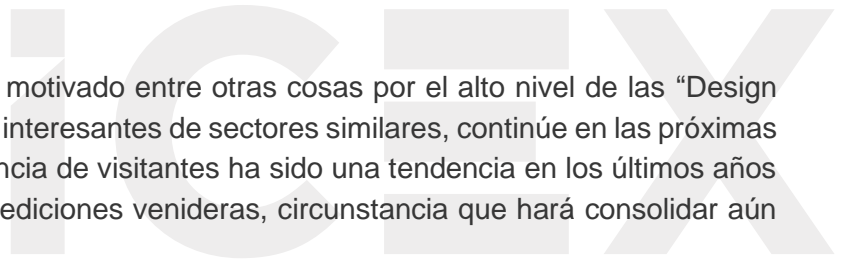 iCEX
motivado entre otras cosas por el alto nivel de las “Design
interesantes de sectores similares, continúe en las próximas
ncia de visitantes ha sido una tendencia en los últimos años
ediciones venideras, circunstancia que hará consolidar aún